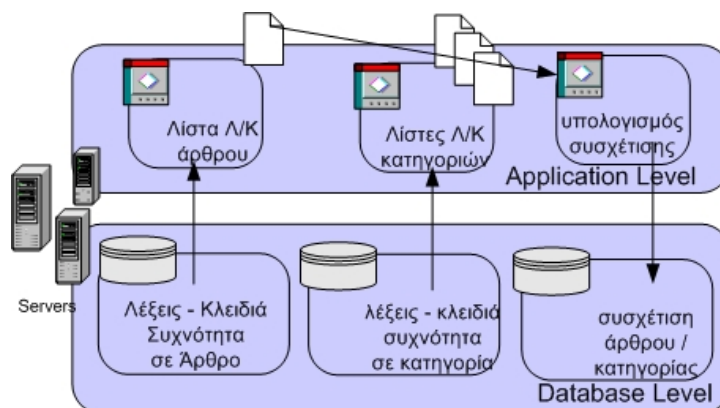 Λίστα Λ/Κ
άρθρου
Λίστες Λ/Κ
κατηγοριών
υπολογισμός
συσχέτισης
Application Level
Servers
Λέξεις - Κλειδιά
Συχνότητα
σε Άρθρο
λέξεις - κλειδιά
συχνότητα
σε κατηγορία
συσχέτιση
άρθρου /
κατηγορίας
Database Level